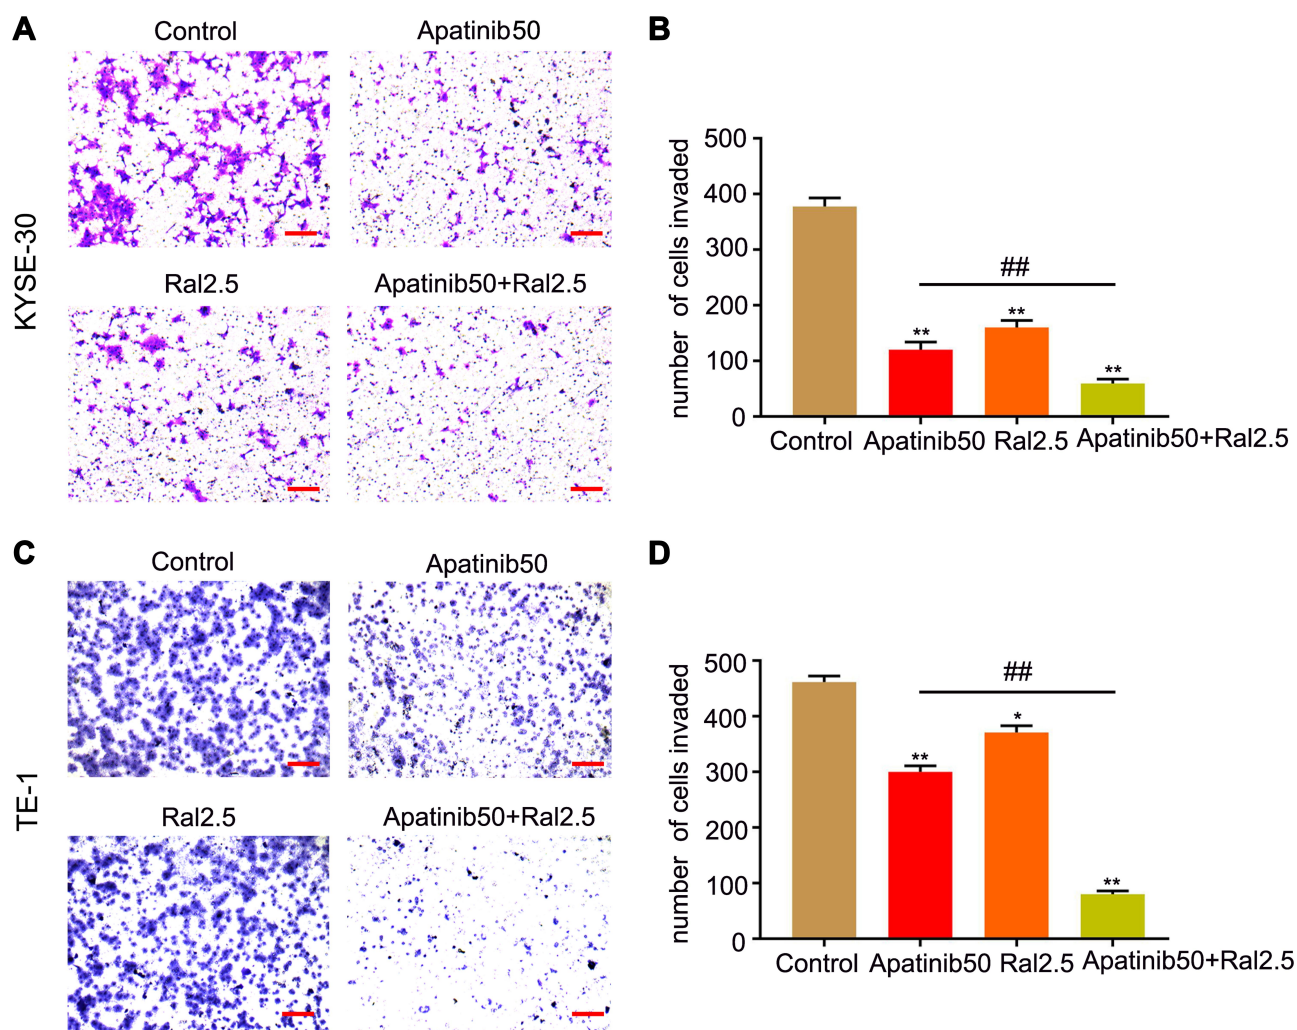 A
Control
Apatinib50
KYSE-30
Ral2.5
Apatinib50+Ral2.5
B
number of cells invaded
500
400
300
200
100
0
##
**
**
**
Control
Apatinib50
Ral2.5
Apatinib50+Ral2.5
C
Control
Apatinib50
TE-1
Ral2.5
Apatinib50+Ral2.5
D
number of cells invaded
500
400
300
200
100
0
##
**
*
**
Control
Apatinib50
Ral2.5
Apatinib50+Ral2.5